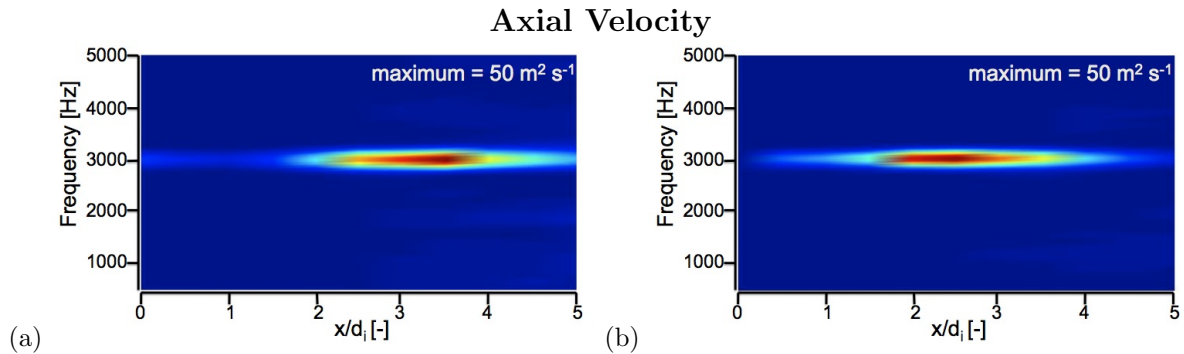 Axial Velocity
maximum = 50 m² s⁻¹
Frequency [Hz]
5000
4000
3000
2000
1000
0 1 2 3 4 5
x/dᵢ [-]
(a)
maximum = 50 m² s⁻¹
Frequency [Hz]
5000
4000
3000
2000
1000
0 1 2 3 4 5
x/dᵢ [-]
(b)